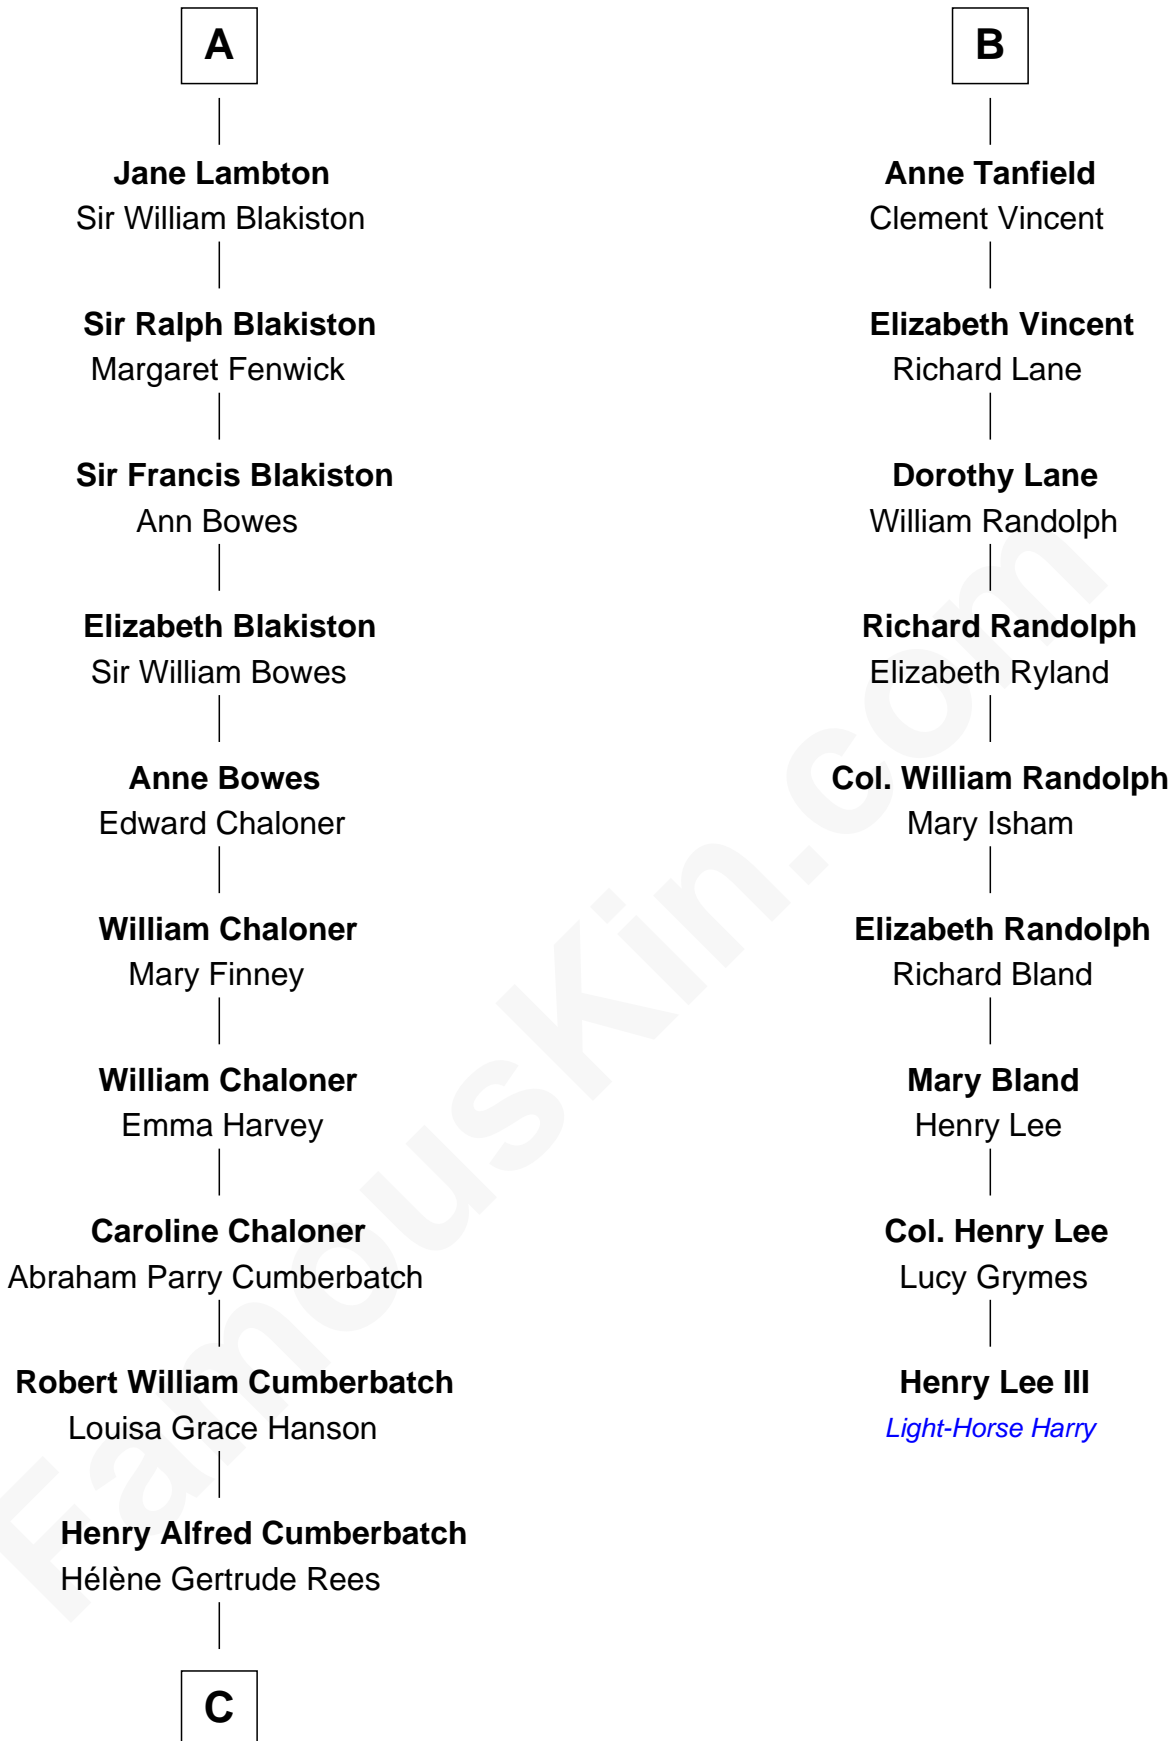 A
Jane Lambton
Sir William Blakiston
Sir Ralph Blakiston
Margaret Fenwick
Sir Francis Blakiston
Ann Bowes
Elizabeth Blakiston
Sir William Bowes
Anne Bowes
Edward Chaloner
William Chaloner
Mary Finney
William Chaloner
Emma Harvey
Caroline Chaloner
Abraham Parry Cumberbatch
Robert William Cumberbatch
Louisa Grace Hanson
Henry Alfred Cumberbatch
Hélène Gertrude Rees
C
B
Anne Tanfield
Clement Vincent
Elizabeth Vincent
Richard Lane
Dorothy Lane
William Randolph
Richard Randolph
Elizabeth Ryland
Col. William Randolph
Mary Isham
Elizabeth Randolph
Richard Bland
Mary Bland
Henry Lee
Col. Henry Lee
Lucy Grymes
Henry Lee III
Light-Horse Harry
FamousKin.com